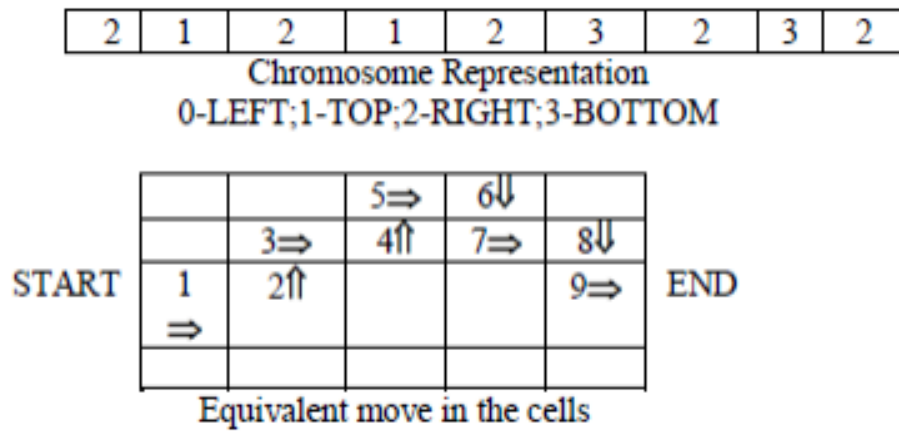 2 1 2 1 2 3 2 3 2
Chromosome Representation
0-LEFT;1-TOP;2-RIGHT;3-BOTTOM
5⇒ 6⇓
3⇒ 4⇑ 7⇒ 8⇓
START 1 2⇑ 9⇒ END
⇒
Equivalent move in the cells